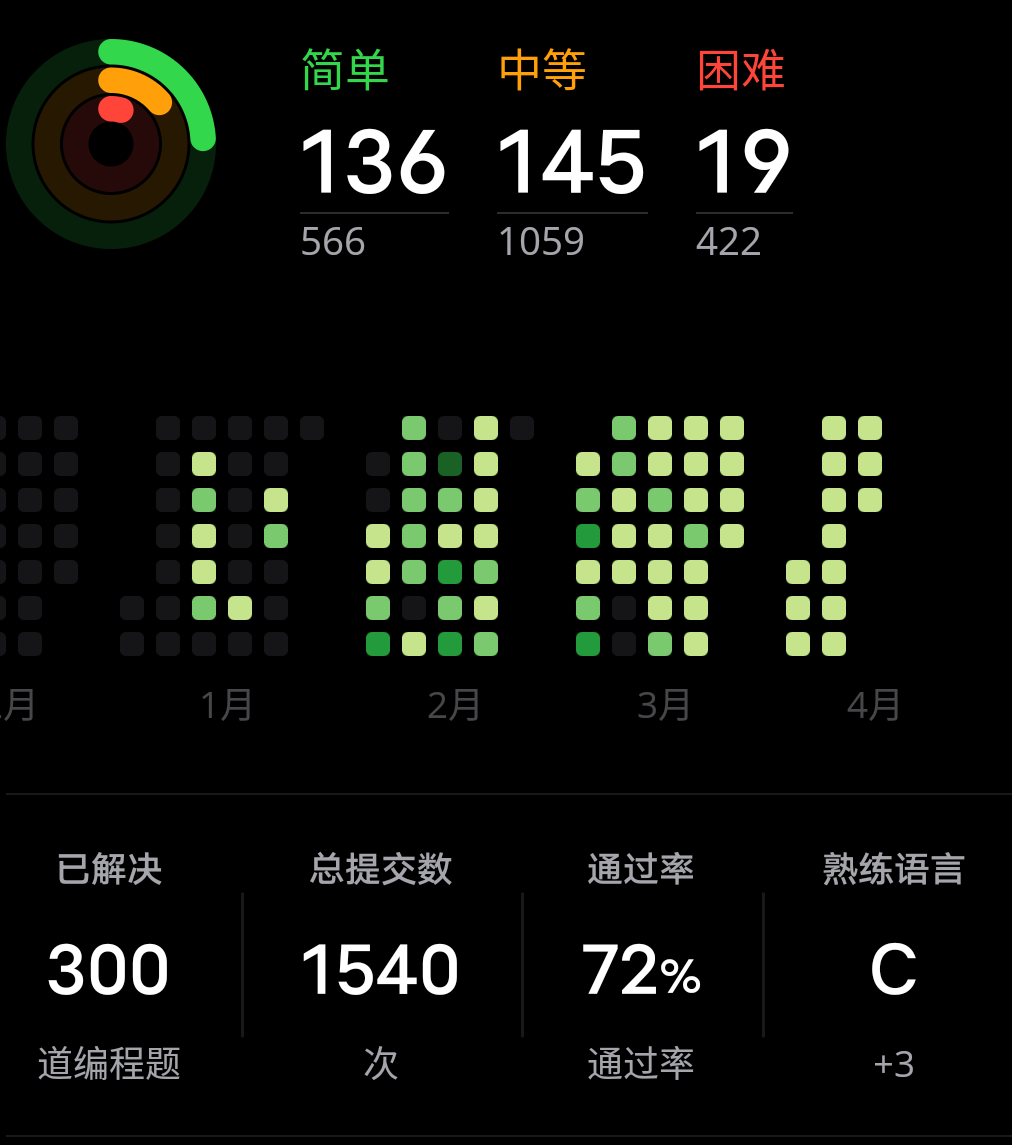 简单 中等 困难
136 145 19
566 1059 422
月 1月 2月 3月 4月
已解决 总提交数 通过率 熟练语言
300 1540 72% C
道编程题 次 通过率 +3